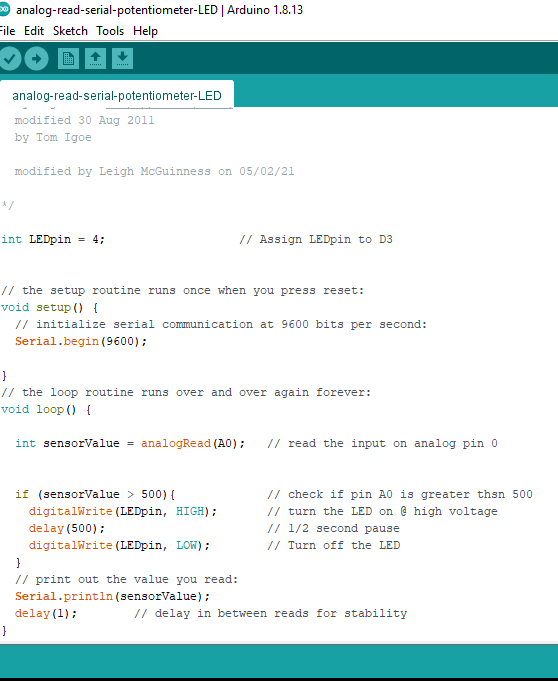 analog-read-serial-potentiometer-LED | Arduino 1.8.13
File Edit Sketch Tools Help
analog-read-serial-potentiometer-LED
modified 30 Aug 2011
by Tom Igoe
modified by Leigh McGuinness on 05/02/21
*/
int LEDpin = 4; // Assign LEDpin to D3
// the setup routine runs once when you press reset:
void setup() {
// initialize serial communication at 9600 bits per second:
Serial.begin(9600);
}
// the loop routine runs over and over again forever:
void loop() {
int sensorValue = analogRead(A0); // read the input on analog pin 0
if (sensorValue > 500){ // check if pin A0 is greater thsn 500
digitalWrite(LEDpin, HIGH); // turn the LED on @ high voltage
delay(500); // 1/2 second pause
digitalWrite(LEDpin, LOW); // Turn off the LED
}
// print out the value you read:
Serial.println(sensorValue);
delay(1); // delay in between reads for stability
}